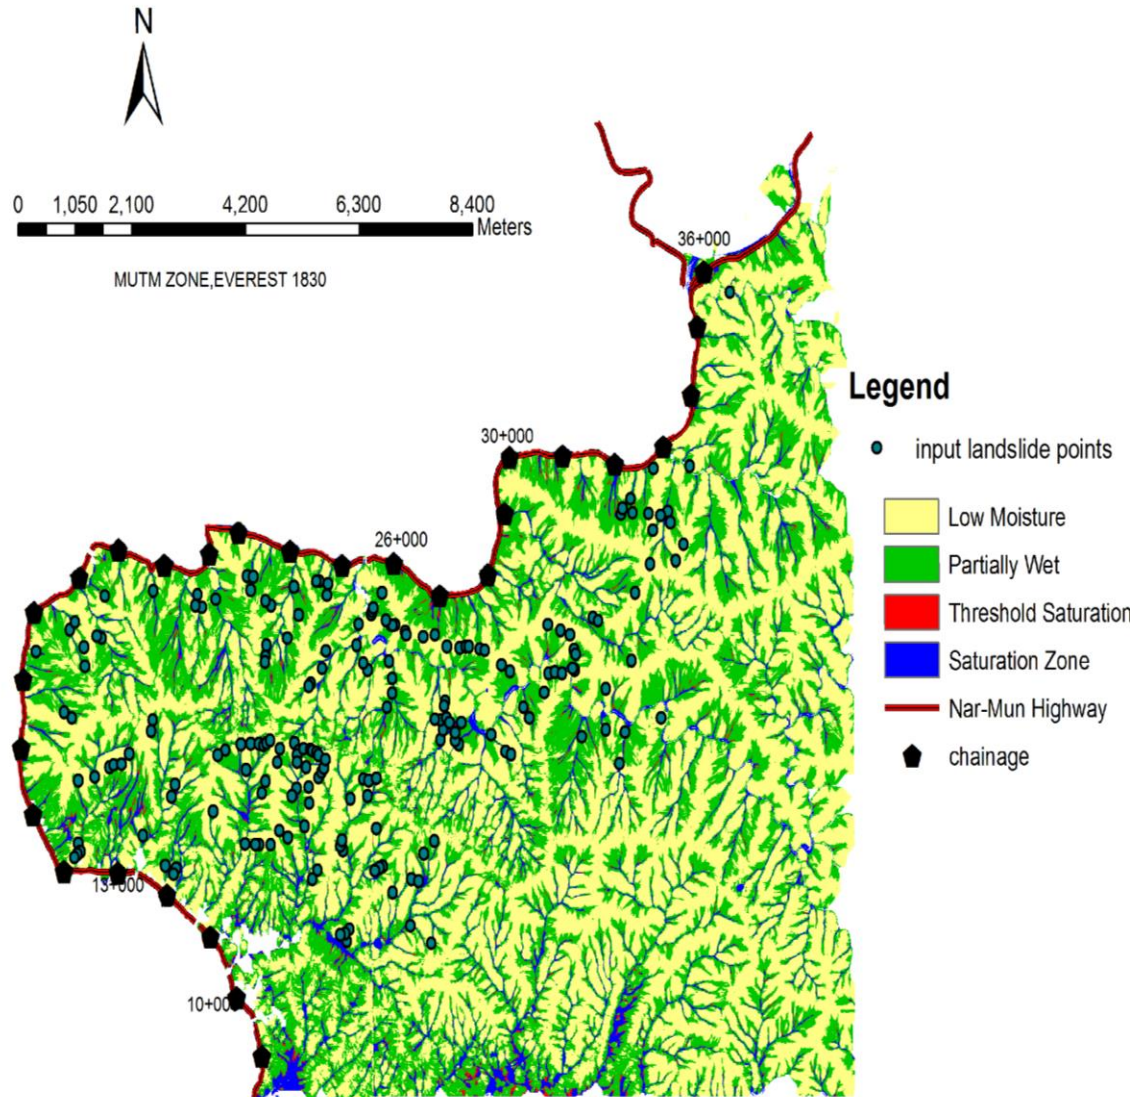 N
0 1,050 2,100 4,200 6,300 8,400
Meters
MUTM ZONE,EVEREST 1830
36+000
30+000
26+000
13+000
10+000
Legend
input landslide points
Low Moisture
Partially Wet
Threshold Saturation
Saturation Zone
Nar-Mun Highway
chainage